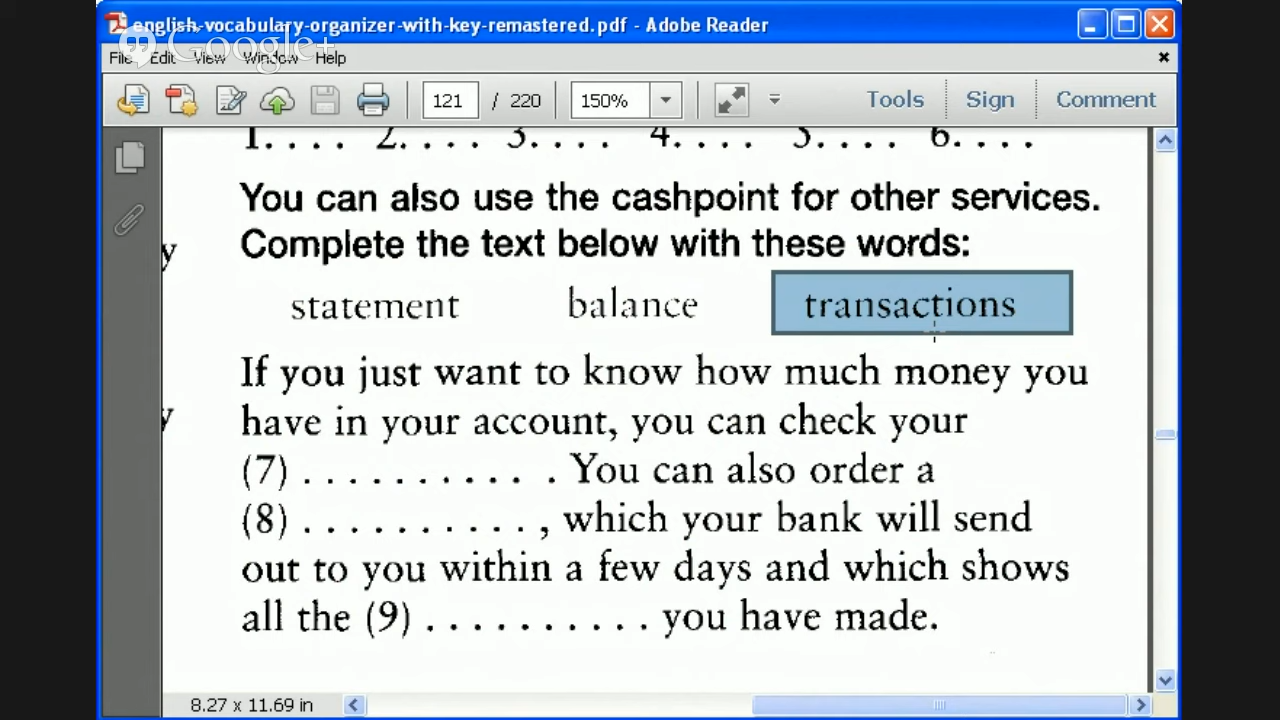 english-vocabulary-organizer-with-key-remastered.pdf - Adobe Reader
Google+
File Edit View Window Help
121 / 220 150% Tools Sign Comment
1. . . . 2. . . . 3. . . . 4. . . . 5. . . . 6. . . .
You can also use the cashpoint for other services.
Complete the text below with these words:
y
statement balance transactions
If you just want to know how much money you
have in your account, you can check your
y
(7) . . . . . . . . . . . You can also order a
(8) . . . . . . . . . . , which your bank will send
out to you within a few days and which shows
all the (9) . . . . . . . . . . you have made.
8.27 x 11.69 in